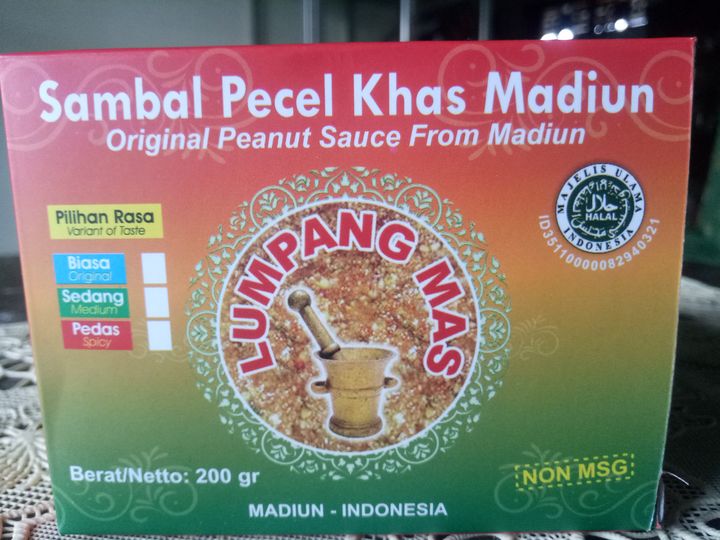 Sambal Pecel Khas Madiun
Original Peanut Sauce From Madiun
Pilihan Rasa
Variant of Taste
Biasa
Original
Sedang
Medium
Pedas
Spicy
LUMPANG MAS
MAJELIS ULAMA INDONESIA
حلال
HALAL
ID35110000082940321
Berat/Netto: 200 gr
NON MSG
MADIUN - INDONESIA